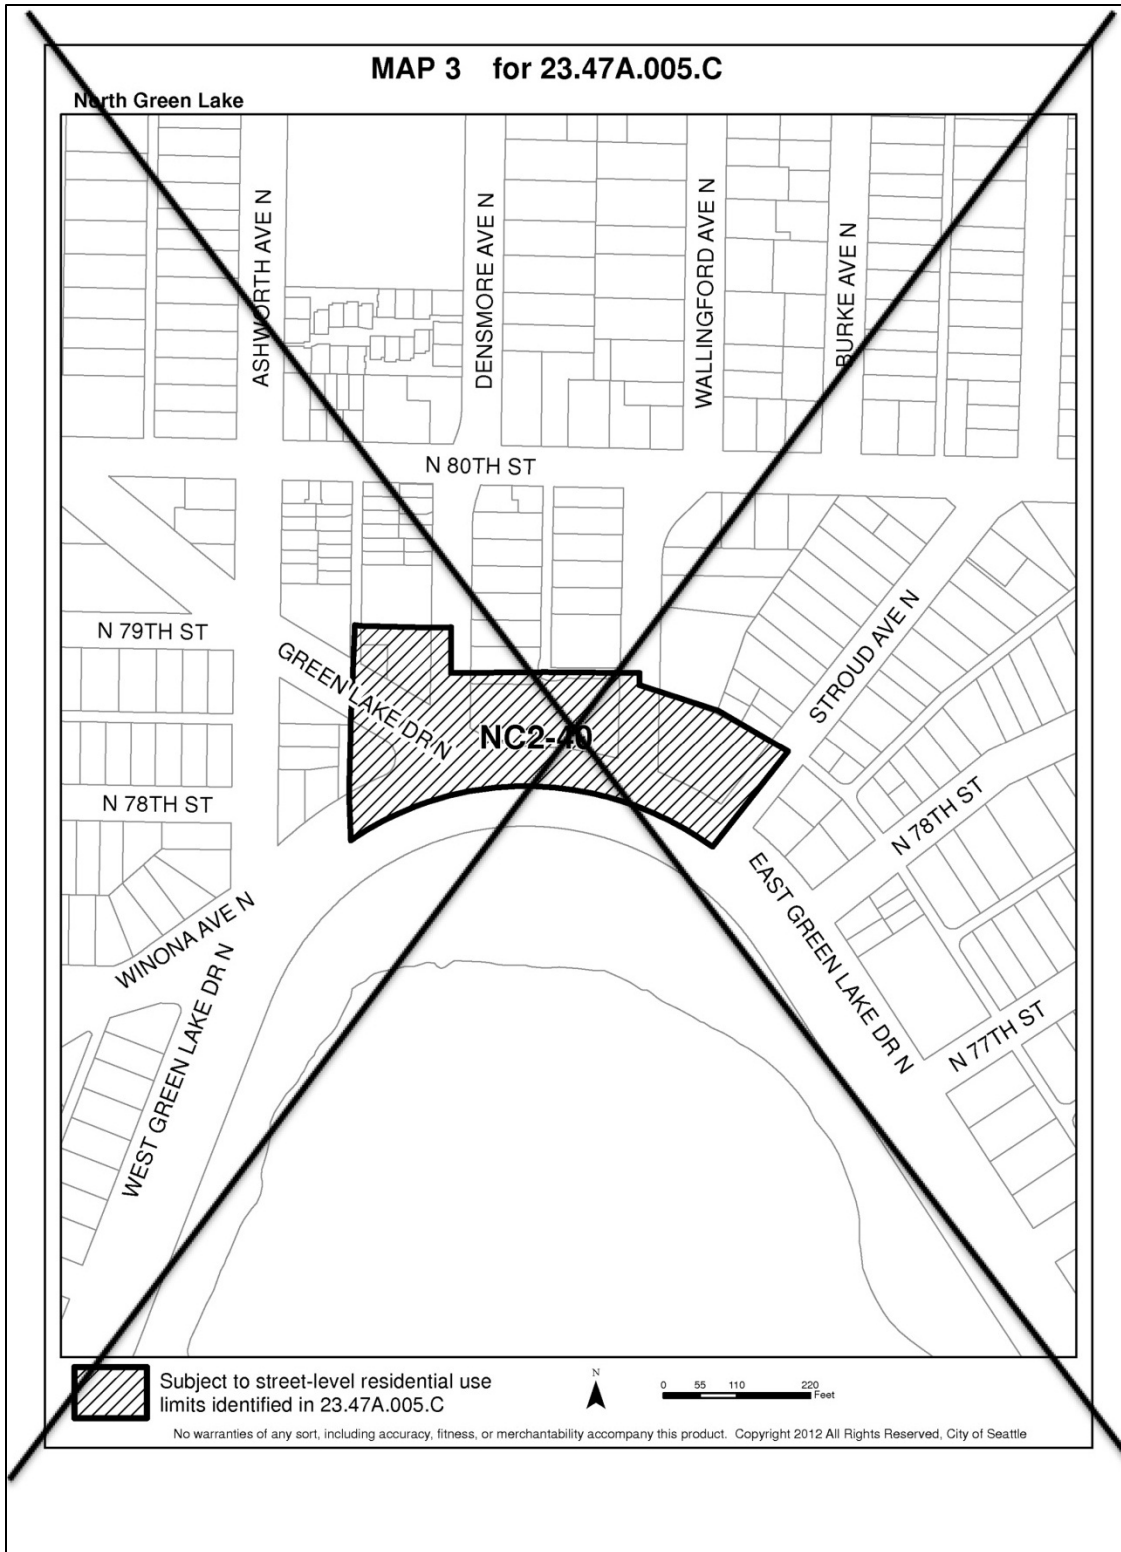 MAP 3 for 23.47A.005.C
North Green Lake
ASHWORTH AVE N
DENSMORE AVE N
WALLINGFORD AVE N
BURKE AVE N
N 80TH ST
N 79TH ST
GREEN LAKE DR N
STROUD AVE N
NC2-40
N 78TH ST
N 78TH ST
WINONA AVE N
WEST GREEN LAKE DR N
EAST GREEN LAKE DR N
N 77TH ST
Subject to street-level residential use
limits identified in 23.47A.005.C
N
0 55 110 220
Feet
No warranties of any sort, including accuracy, fitness, or merchantability accompany this product. Copyright 2012 All Rights Reserved, City of Seattle